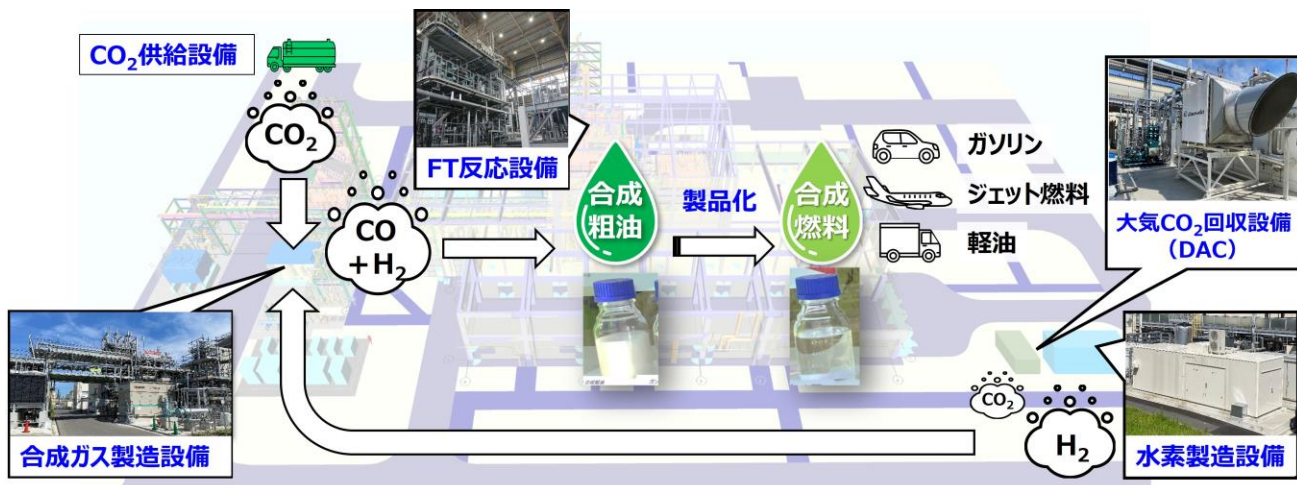 CO₂供給設備
CO₂
CO
+H₂
FT反応設備
合成
粗油
製品化
合成
燃料
ガソリン
ジェット燃料
軽油
大気CO₂回収設備
（DAC）
合成ガス製造設備
CO₂
H₂
水素製造設備